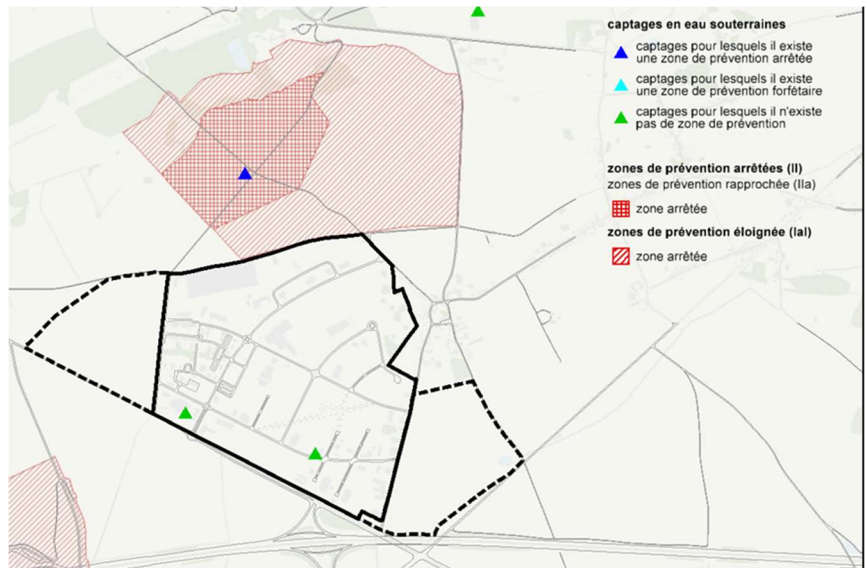 captages en eau souterraines
captages pour lesquels il existe
une zone de prévention arrêtée
captages pour lesquels il existe
une zone de prévention forfétaire
captages pour lesquels il n'existe
pas de zone de prévention
zones de prévention arrêtées (II)
zones de prévention rapprochée (IIa)
zone arrêtée
zones de prévention éloignée (IaI)
zone arrêtée